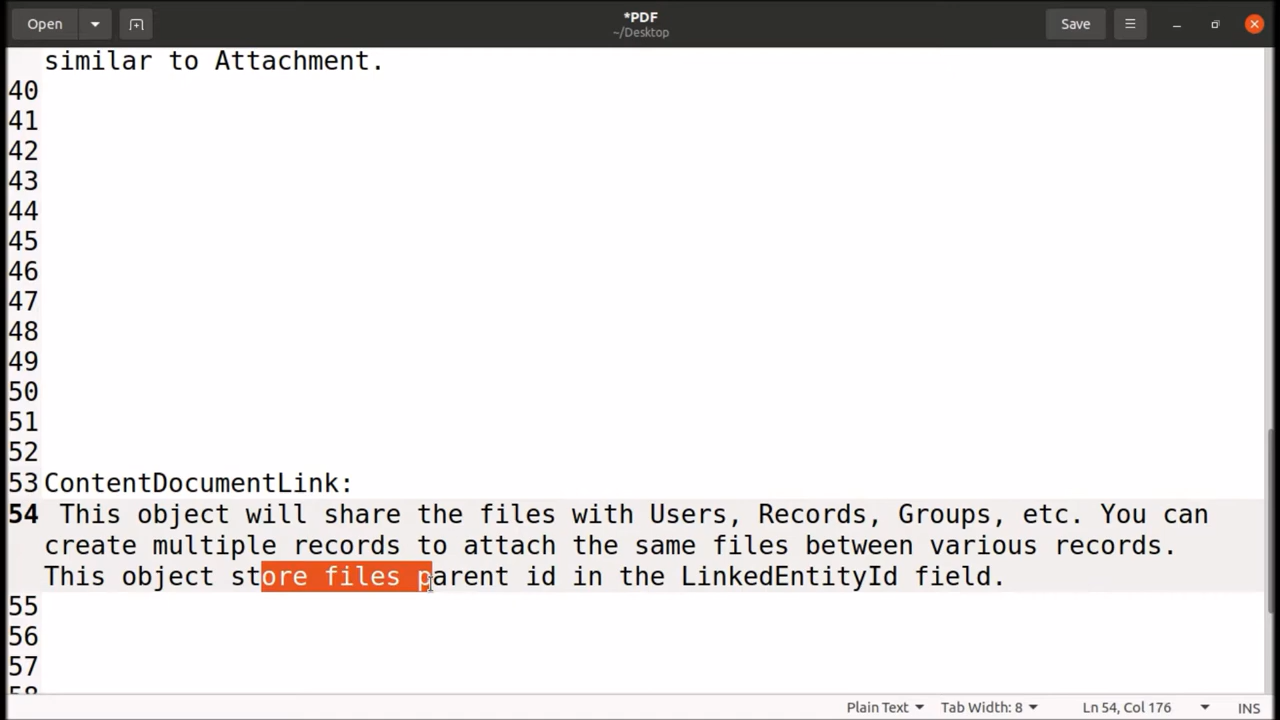 Open
*PDF
~/Desktop
Save
similar to Attachment.
40
41
42
43
44
45
46
47
48
49
50
51
52
53 ContentDocumentLink:
54 This object will share the files with Users, Records, Groups, etc. You can
create multiple records to attach the same files between various records.
This object store files parent id in the LinkedEntityId field.
55
56
57
58
Plain Text Tab Width: 8 Ln 54, Col 176 INS